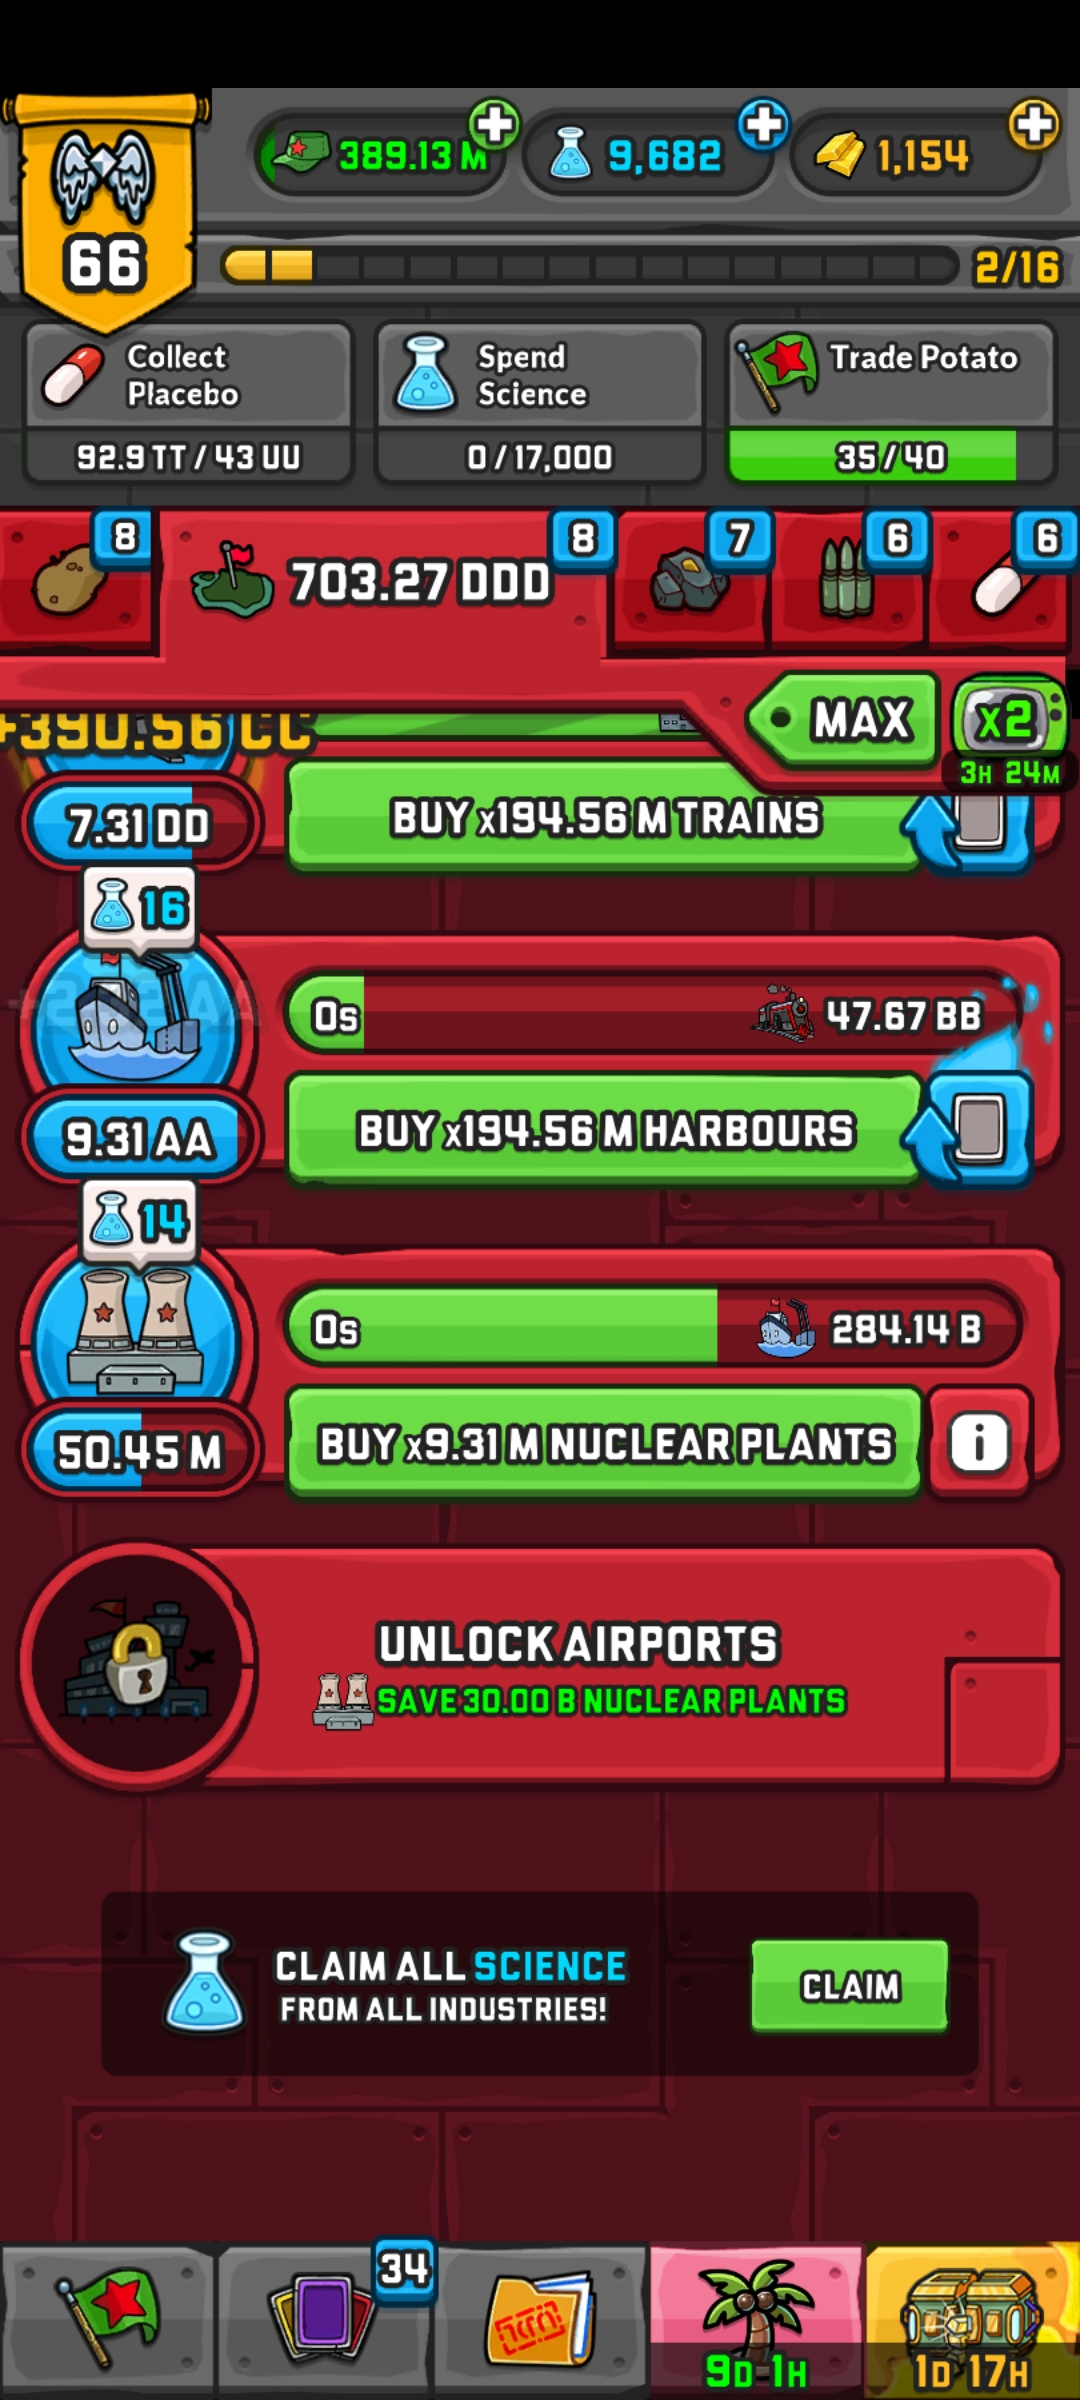 389.13 M
9,682
1,154
66
2/16
Collect
Placebo
92.9 TT / 43 UU
Spend
Science
0 / 17,000
Trade Potato
35 / 40
8
703.27 DDD
8
7
6
6
MAX
x2
3H 24M
+390.56 CC
7.31 DD
BUY x194.56 M TRAINS
16
0s
47.67 BB
9.31 AA
BUY x194.56 M HARBOURS
14
0s
284.14 B
50.45 M
BUY x9.31 M NUCLEAR PLANTS
i
UNLOCK AIRPORTS
SAVE 30.00 B NUCLEAR PLANTS
CLAIM ALL SCIENCE
FROM ALL INDUSTRIES!
CLAIM
34
9D 1H
1D 17H